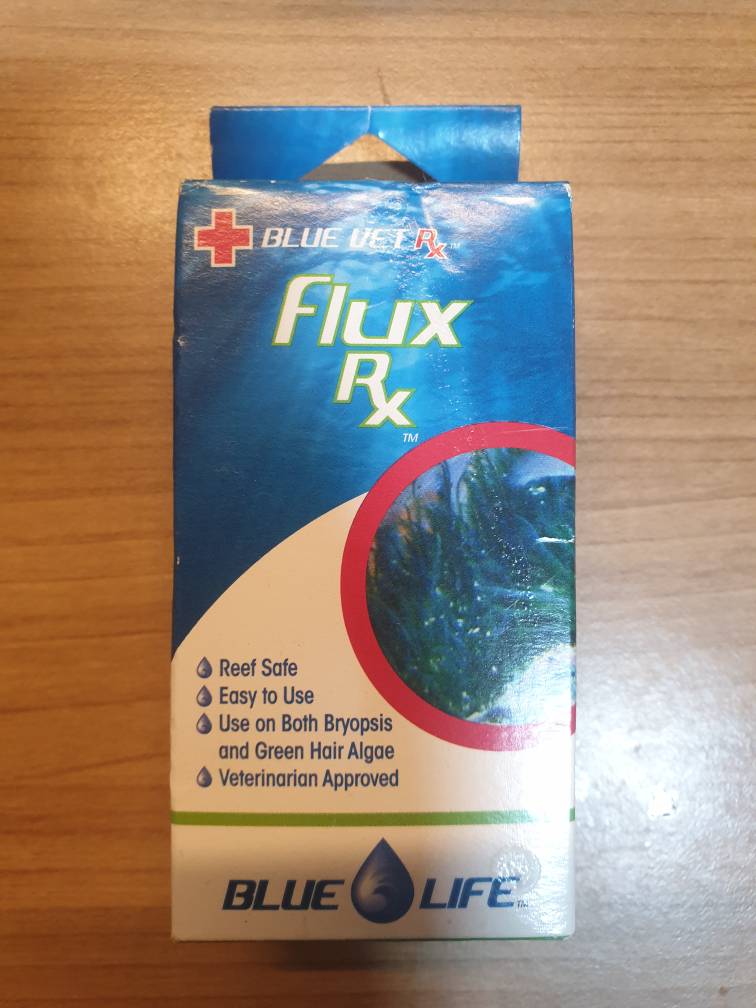 BLUE VET Rx™
Flux
Rx
™
Reef Safe
Easy to Use
Use on Both Bryopsis
and Green Hair Algae
Veterinarian Approved
BLUE LIFE™